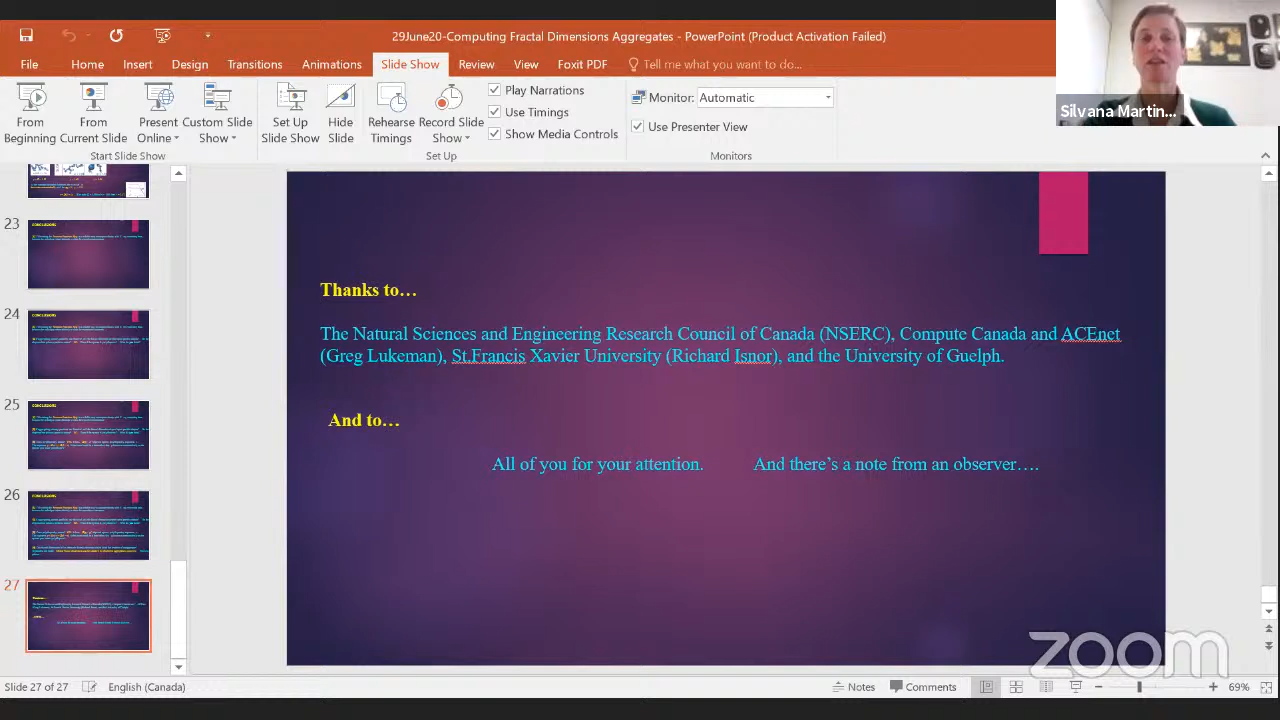 29June20-Computing Fractal Dimensions Aggregates - PowerPoint (Product Activation Failed)
File Home Insert Design Transitions Animations Slide Show Review View Foxit PDF Tell me what you want to do...
From Beginning
From Current Slide
Present Online
Custom Slide Show
Start Slide Show
Set Up Slide Show
Hide Slide
Rehearse Timings
Record Slide Show
Play Narrations
Use Timings
Show Media Controls
Set Up
Monitor: Automatic
Use Presenter View
Monitors
Silvana Martin...
23
CONCLUSIONS
24
CONCLUSIONS
25
CONCLUSIONS
26
CONCLUSIONS
27
Thanks to…
The Natural Sciences and Engineering Research Council of Canada (NSERC), Compute Canada and ACEnet
(Greg Lukeman), St.Francis Xavier University (Richard Isnor), and the University of Guelph.
And to…
All of you for your attention. And there’s a note from an observer….
zoom
Slide 27 of 27 English (Canada) Notes Comments 69%